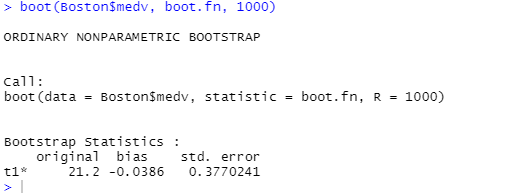 > boot(Boston$medv, boot.fn, 1000)
ORDINARY NONPARAMETRIC BOOTSTRAP
Call:
boot(data = Boston$medv, statistic = boot.fn, R = 1000)
Bootstrap Statistics :
    original  bias    std. error
t1*     21.2 -0.0386   0.3770241
>